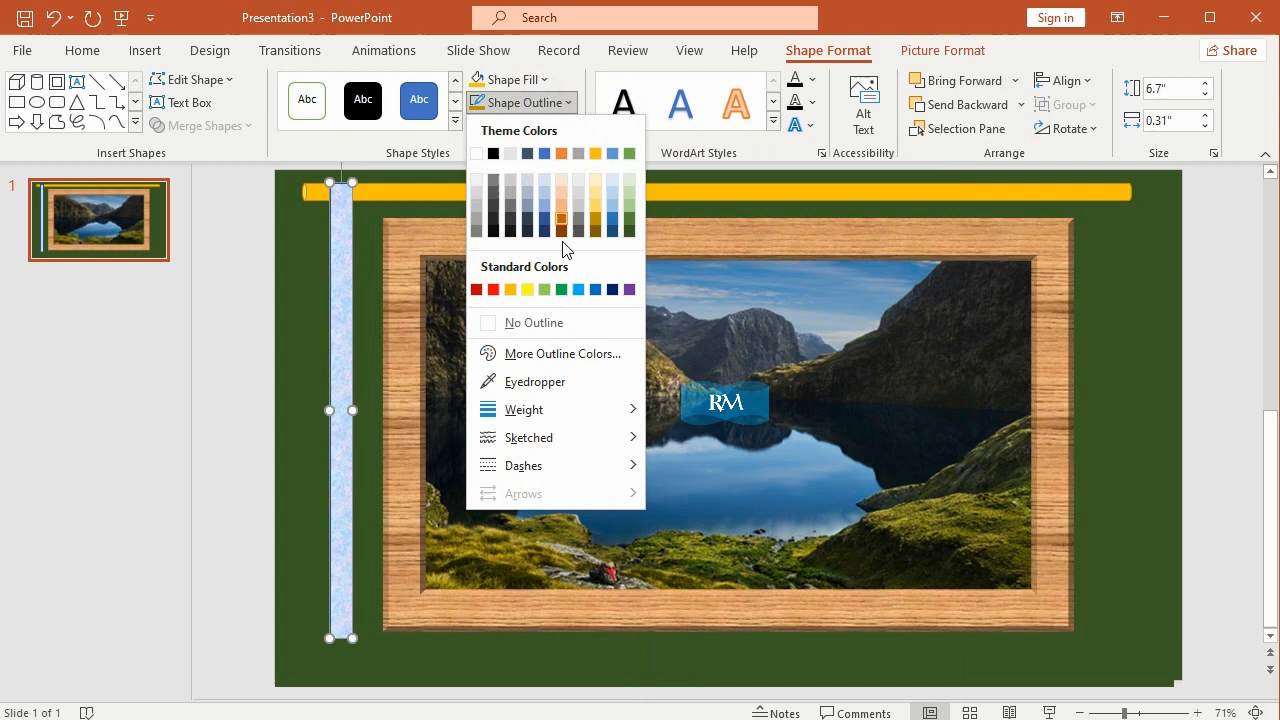 Presentation3 - PowerPoint
Search
Sign in
File Home Insert Design Transitions Animations Slide Show Record Review View Help Shape Format Picture Format Share
Edit Shape
Text Box
Merge Shapes
Insert Shapes
Abc Abc Abc
Shape Fill
Shape Outline
Shape Styles
A A A
A
A
A
WordArt Styles
Alt
Text
Accessibility
Bring Forward
Send Backward
Selection Pane
Align
Group
Rotate
Arrange
6.7"
0.31"
Size
Theme Colors
Standard Colors
No Outline
More Outline Colors...
Eyedropper
Weight
Sketched
Dashes
Arrows
1
RM
Slide 1 of 1
Notes
Comments
71%